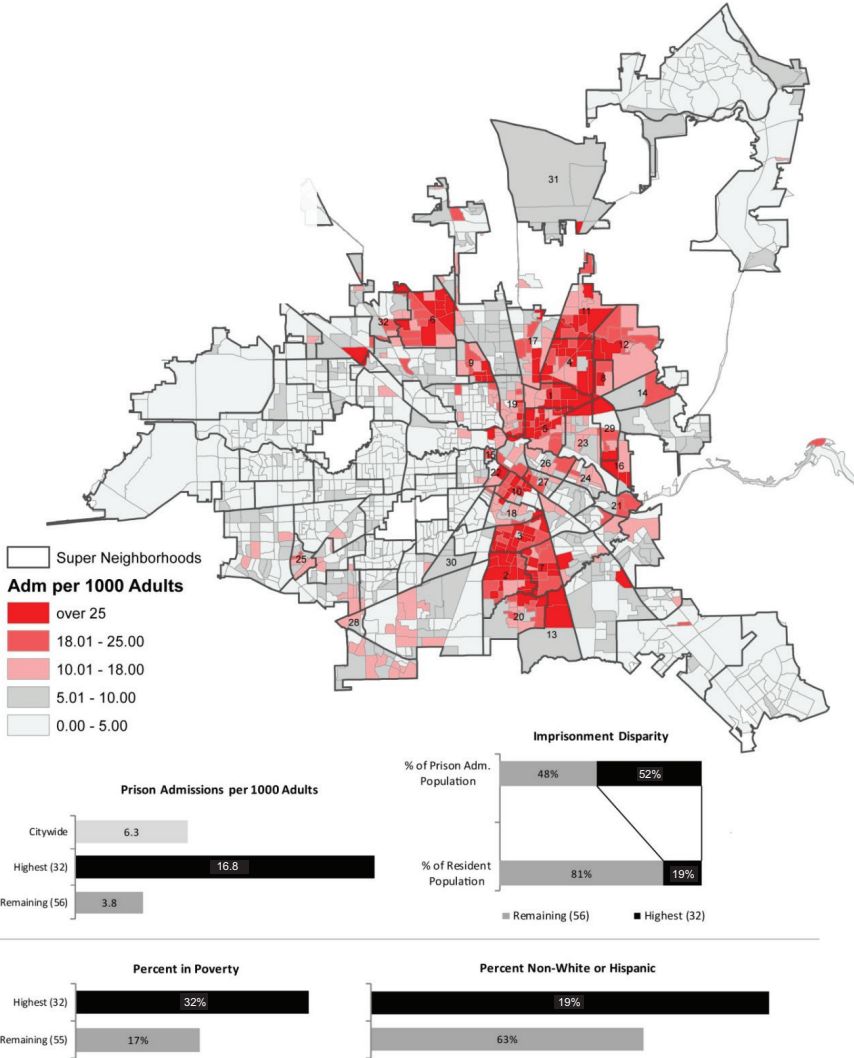 31
11
32
6
17
12
9
4
8
14
1
19
5
29
23
15
26
16
22
24
27
10
21
18
3
25
30
2
7
20
28
13
Super Neighborhoods
Adm per 1000 Adults
over 25
18.01 - 25.00
10.01 - 18.00
5.01 - 10.00
0.00 - 5.00
Imprisonment Disparity
% of Prison Adm. Population
48%
52%
% of Resident Population
81%
19%
Remaining (56)
Highest (32)
Prison Admissions per 1000 Adults
Citywide
6.3
Highest (32)
16.8
Remaining (56)
3.8
Percent in Poverty
Highest (32)
32%
Remaining (55)
17%
Percent Non-White or Hispanic
19%
63%